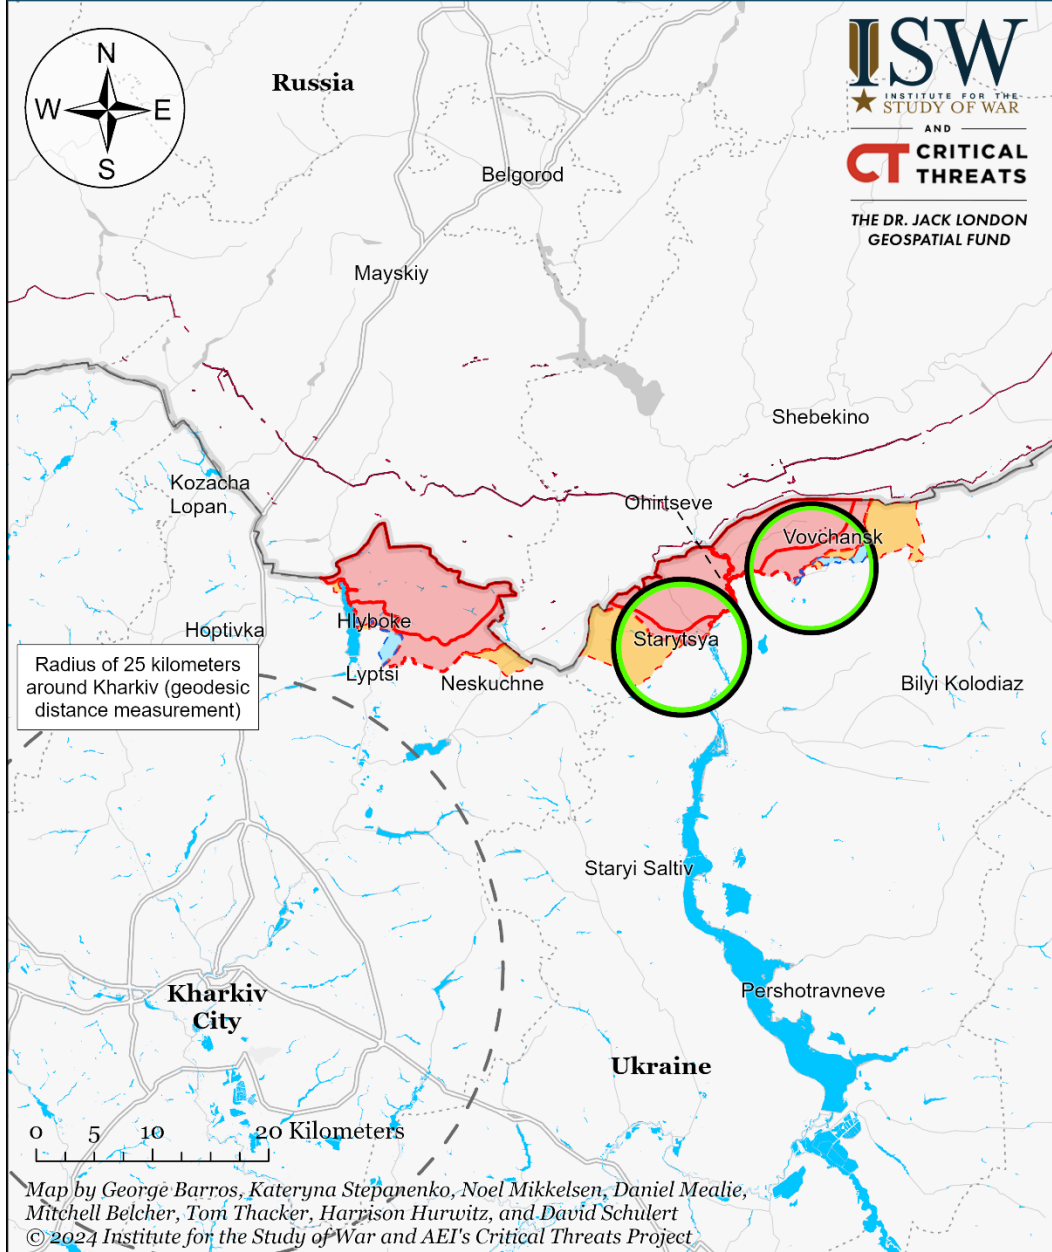 N
W E
S
Russia
ISW
INSTITUTE FOR THE
STUDY OF WAR
AND
CT CRITICAL
THREATS
THE DR. JACK LONDON
GEOSPATIAL FUND
Belgorod
Mayskiy
Shebekino
Kozacha
Lopan
Ohirtseve
Vovchansk
Hlyboke
Hoptivka
Starytsya
Radius of 25 kilometers
around Kharkiv (geodesic
distance measurement)
Lyptsi
Neskuchne
Bilyi Kolodiaz
Staryi Saltiv
Kharkiv
City
Pershotravneve
Ukraine
0 5 10 20 Kilometers
Map by George Barros, Kateryna Stepanenko, Noel Mikkelsen, Daniel Mealie,
Mitchell Belcher, Tom Thacker, Harrison Hurwitz, and David Schulert
© 2024 Institute for the Study of War and AEI's Critical Threats Project